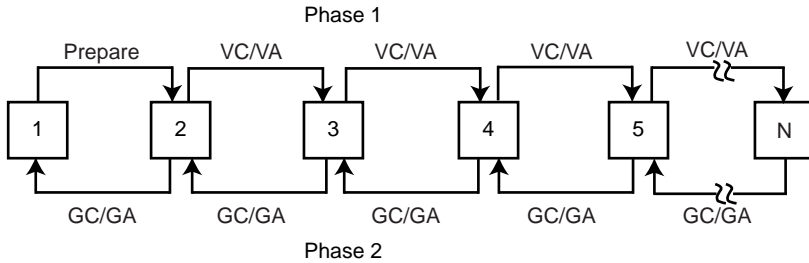 Phase 1
Prepare VC/VA VC/VA VC/VA VC/VA
1 2 3 4 5 N
GC/GA GC/GA GC/GA GC/GA GC/GA
Phase 2